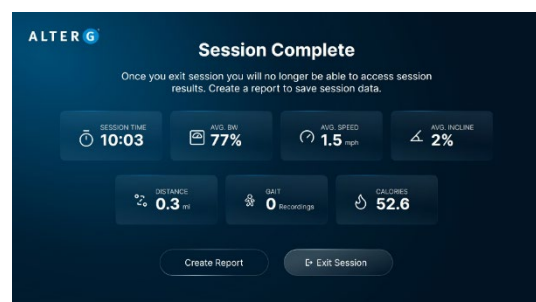 ALTER G
Session Complete
Once you exit session you will no longer be able to access session
results. Create a report to save session data.
SESSION TIME
10:03
AVG. BW
77%
AVG. SPEED
1.5 mph
AVG. INCLINE
2%
DISTANCE
0.3 mi
GAIT
0 Recordings
CALORIES
52.6
Create Report
Exit Session